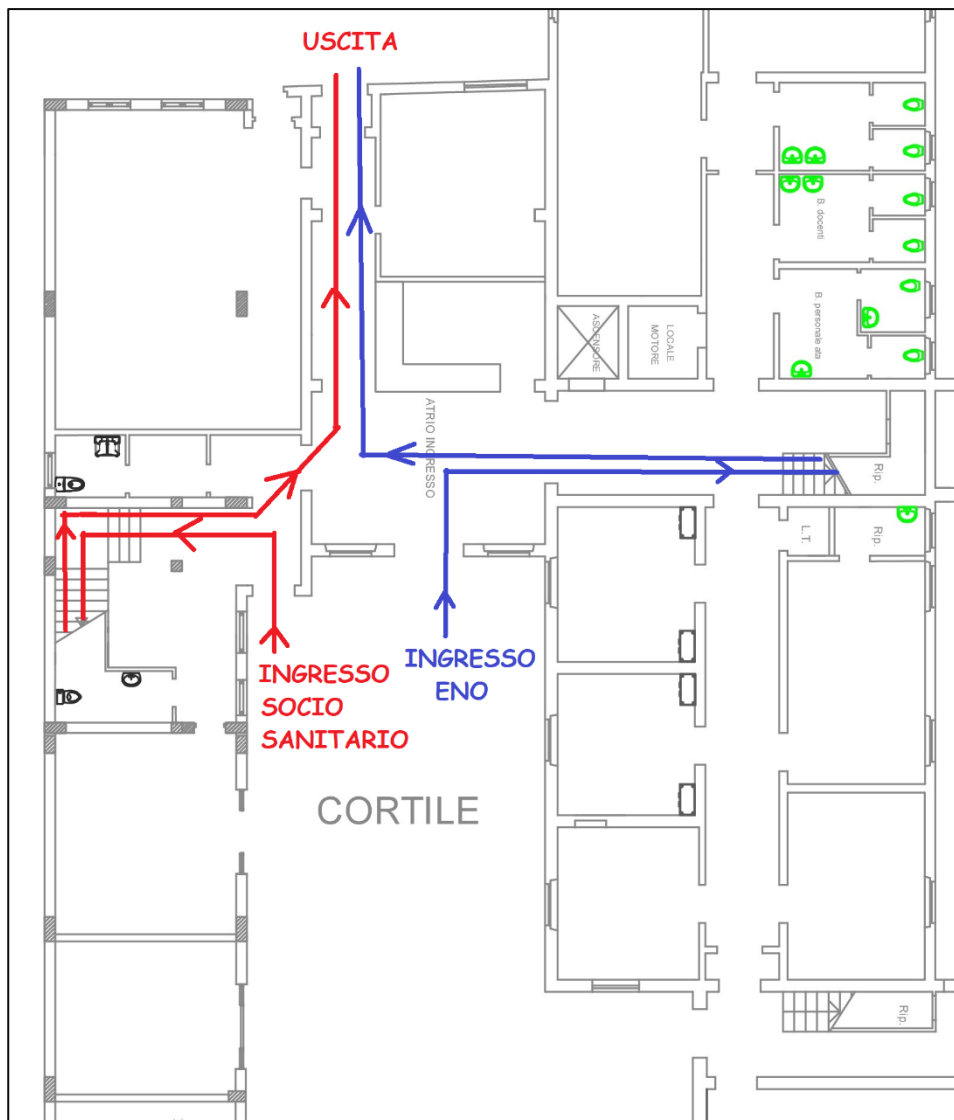 USCITA
B. docenti
B. personale ata
ASCENSORE
LOCALE
MOTORE
ATRIO INGRESSO
Rip.
L.T.
Rip.
INGRESSO
SOCIO
SANITARIO
INGRESSO
ENO
CORTILE
Rip.